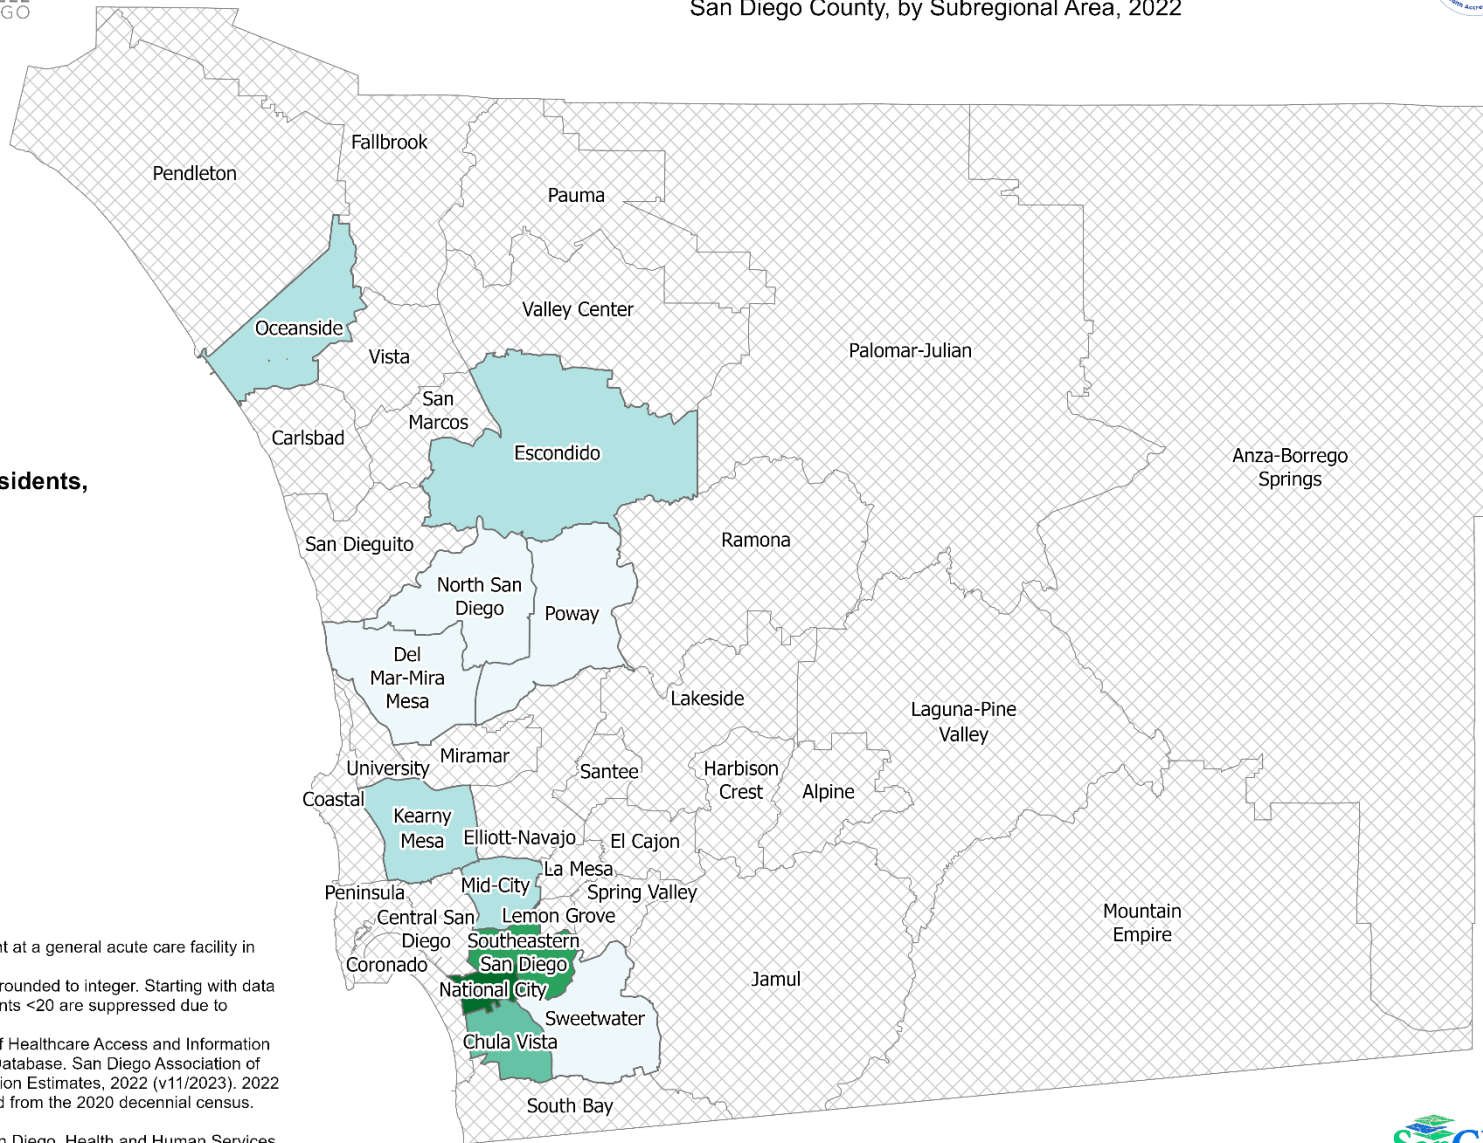 GO
San Diego County, by Subregional Area, 2022
Fallbrook
Pendleton
Pauma
Valley Center
Oceanside
Vista
Palomar-Julian
San
Marcos
Carlsbad
Escondido
Anza-Borrego
Springs
sidents,
San Dieguito
Ramona
North San
Diego
Poway
Del
Mar-Mira
Mesa
Lakeside
Laguna-Pine
Valley
Miramar
University
Santee
Harbison
Crest
Alpine
Coastal
Kearny
Mesa
Elliott-Navajo
El Cajon
La Mesa
Mid-City
Peninsula
Spring Valley
Central San
Diego
Lemon Grove
Mountain
Empire
Southeastern
San Diego
Coronado
Jamul
National City
Sweetwater
Chula Vista
South Bay
nt at a general acute care facility in
rounded to integer. Starting with data
nts <20 are suppressed due to
f Healthcare Access and Information
Database. San Diego Association of
ion Estimates, 2022 (v11/2023). 2022
d from the 2020 decennial census.
n Diego, Health and Human Services